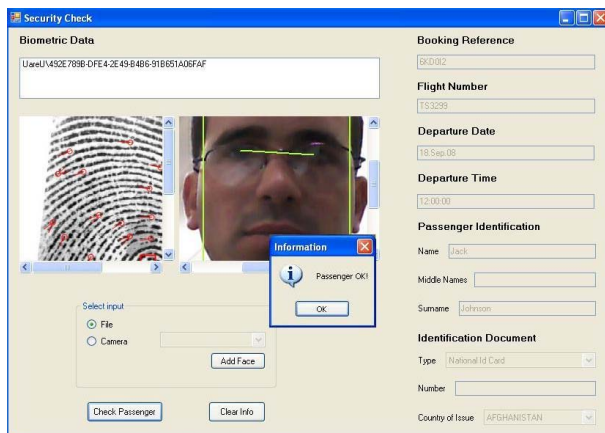 Security Check
Biometric Data
UareU\492E789B-DFE4-2E49-B4B6-91B651A06FAF
Information
Passenger OK!
OK
Select input
File
Camera
Add Face
Check Passenger
Clear Info
Booking Reference
6KD0I2
Flight Number
TS3299
Departure Date
18.Sep.08
Departure Time
12:00:00
Passenger Identification
Name Jack
Middle Names
Surname Johnson
Identification Document
Type National Id Card
Number
Country of Issue AFGHANISTAN